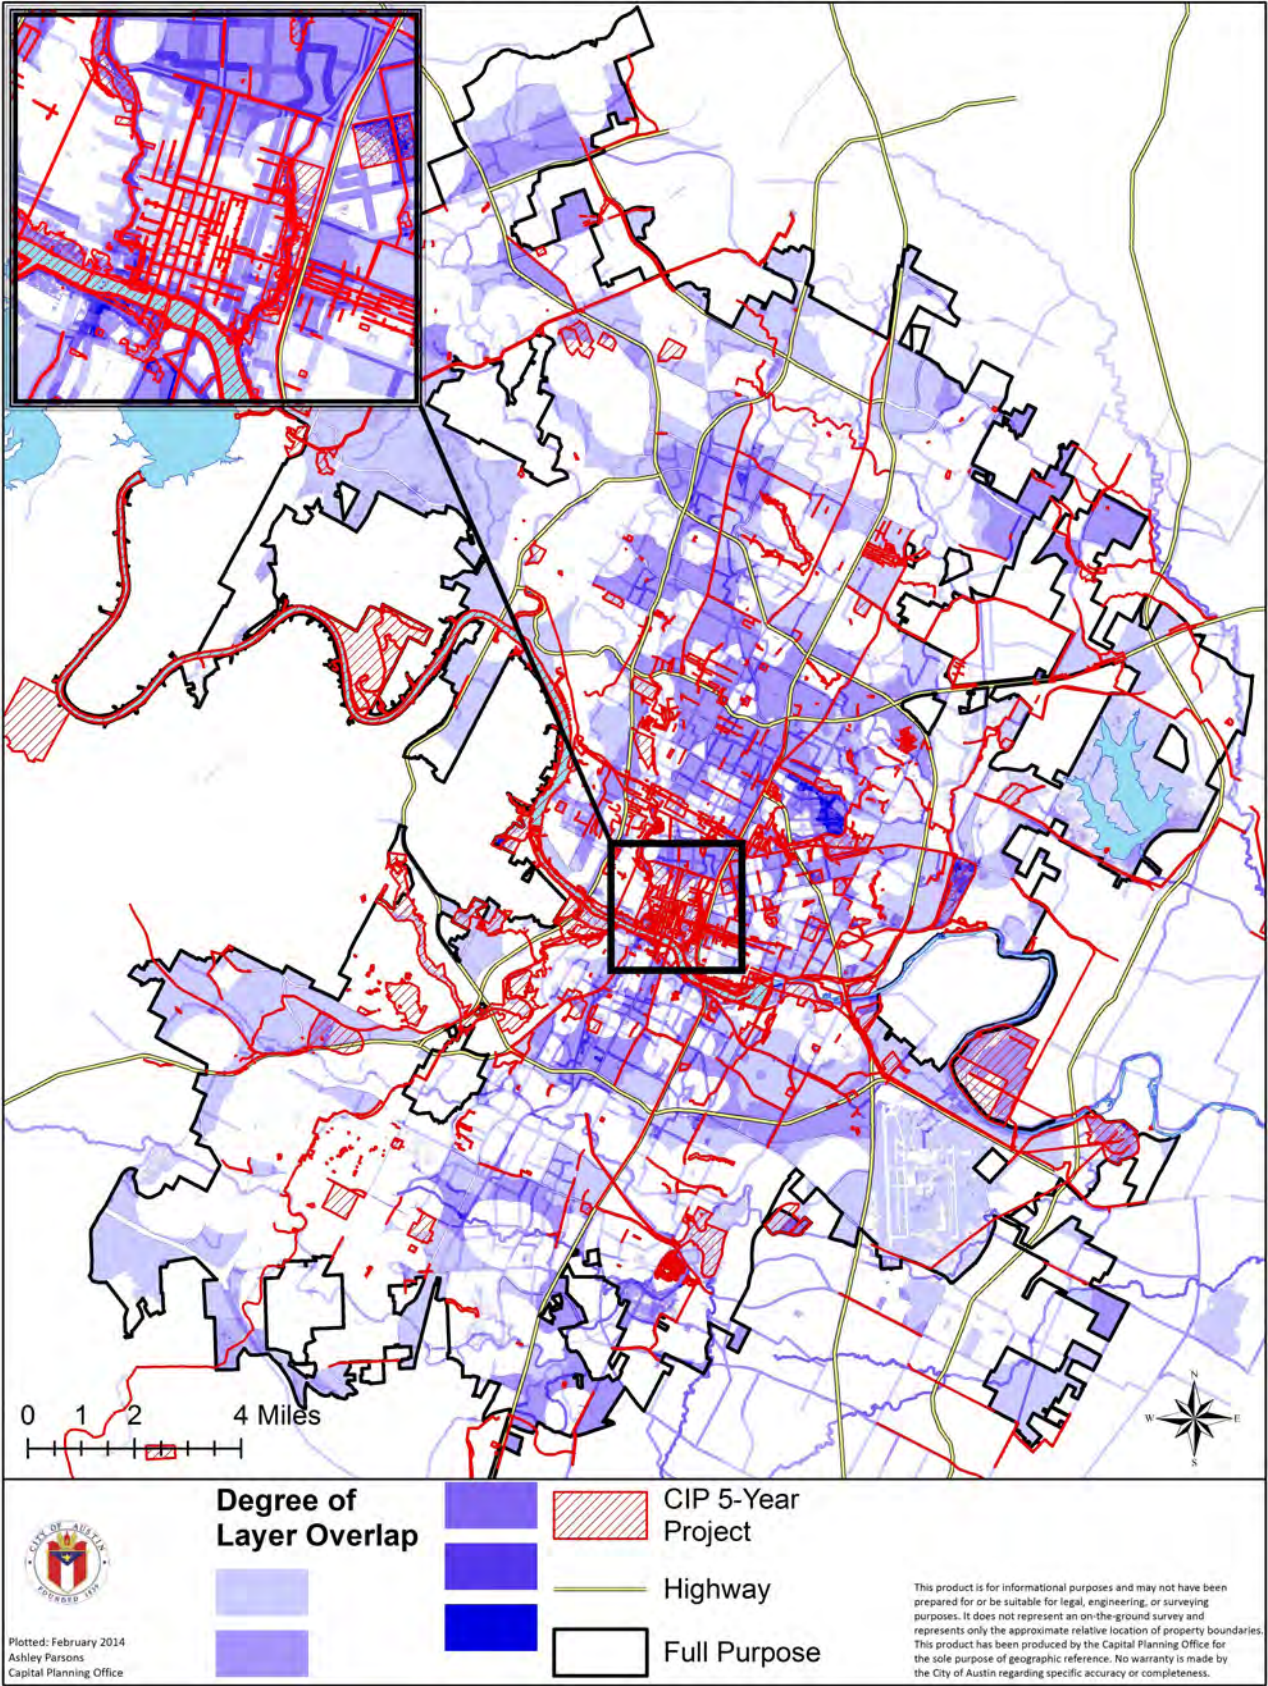 N
W
E
S
0 1 2 4 Miles
Degree of
Layer Overlap
CIP 5-Year
Project
Highway
Full Purpose
CITY OF AUSTIN
FOUNDED 1839
Plotted: February 2014
Ashley Parsons
Capital Planning Office
This product is for informational purposes and may not have been
prepared for or be suitable for legal, engineering, or surveying
purposes. It does not represent an on-the-ground survey and
represents only the approximate relative location of property boundaries.
This product has been produced by the Capital Planning Office for
the sole purpose of geographic reference. No warranty is made by
the City of Austin regarding specific accuracy or completeness.